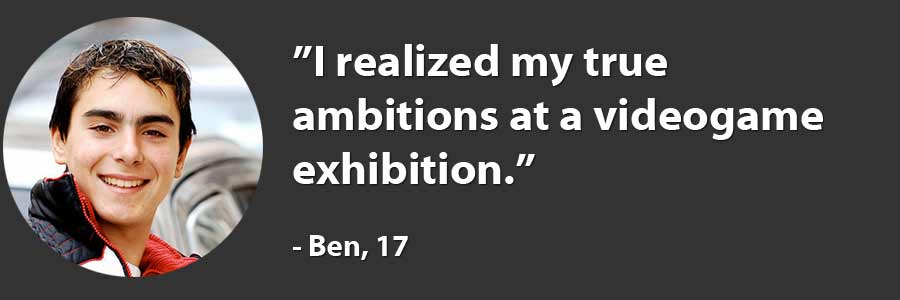 ”I realized my true
ambitions at a videogame
exhibition.”
- Ben, 17